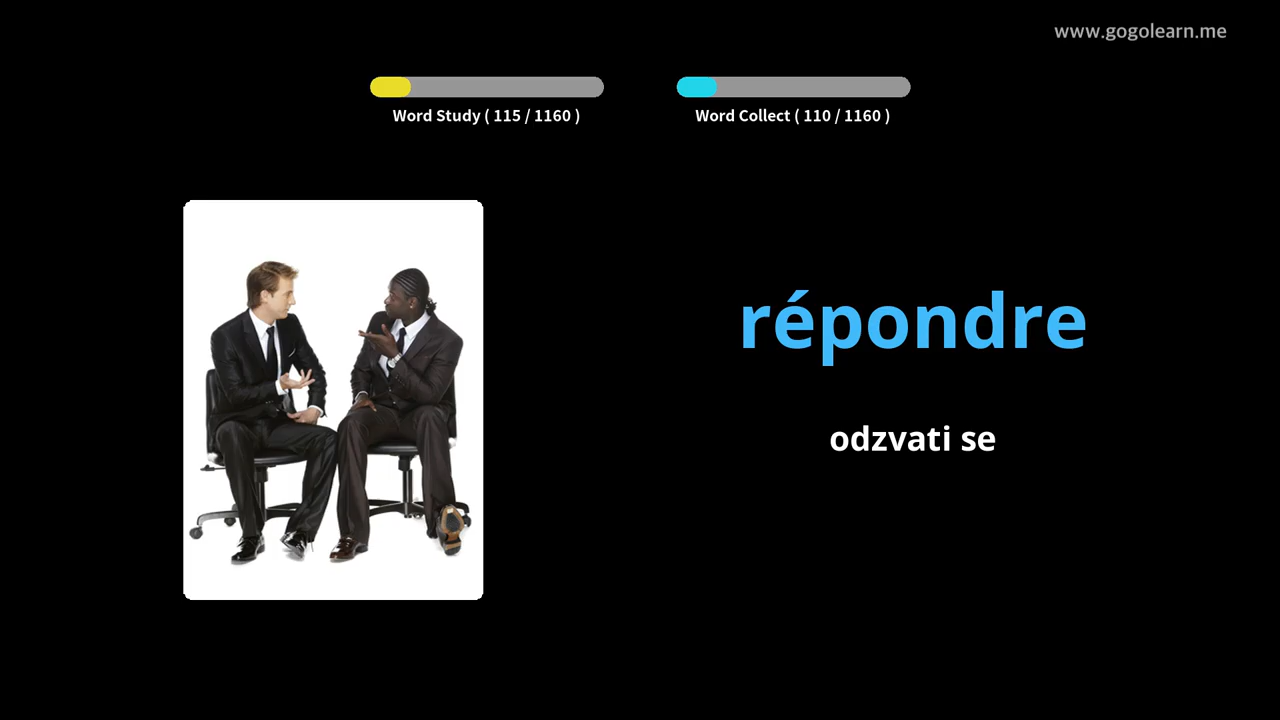 www.gogolearn.me
Word Study ( 115 / 1160 )
Word Collect ( 110 / 1160 )
répondre
odzvati se